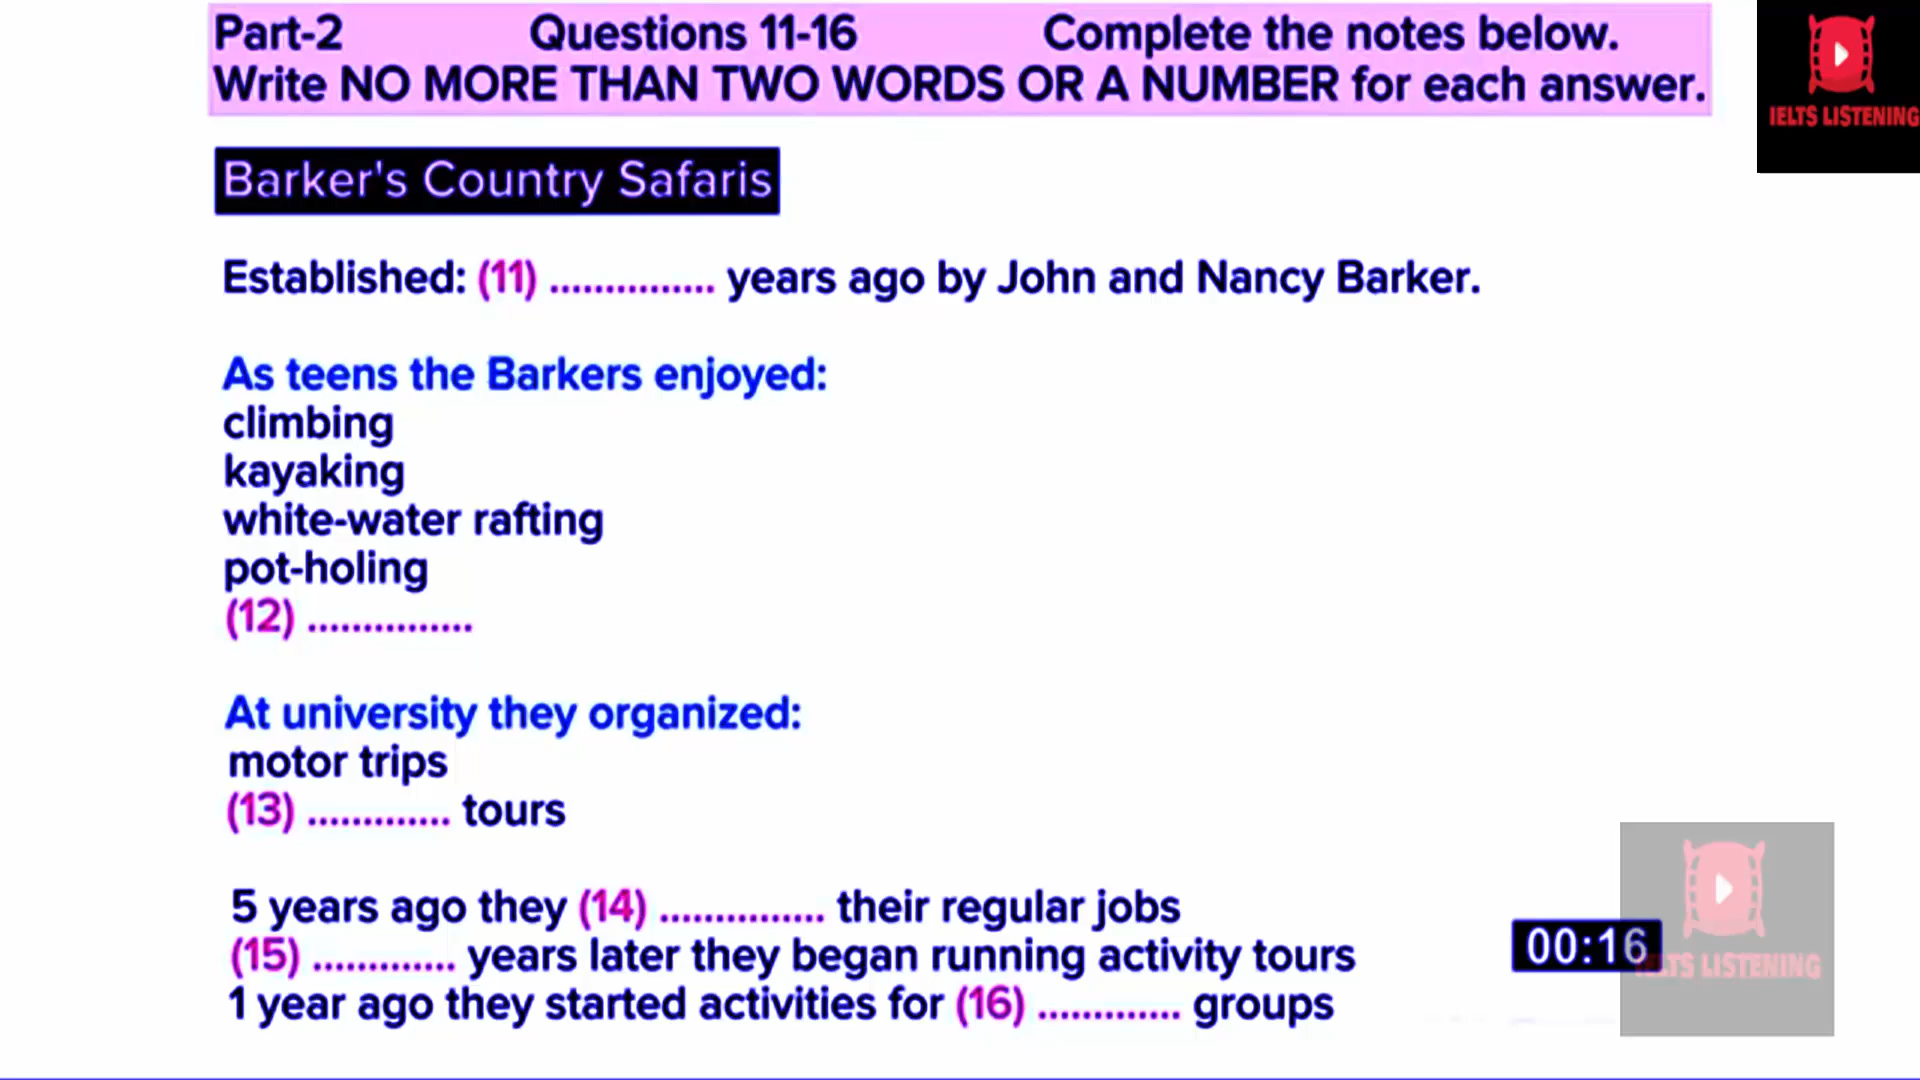 Part-2 Questions 11-16 Complete the notes below.
Write NO MORE THAN TWO WORDS OR A NUMBER for each answer.
IELTS LISTENING
Barker's Country Safaris
Established: (11) ............... years ago by John and Nancy Barker.
As teens the Barkers enjoyed:
climbing
kayaking
white-water rafting
pot-holing
(12) ...............
At university they organized:
motor trips
(13) ............. tours
5 years ago they (14) ............... their regular jobs
(15) ............. years later they began running activity tours
00:16
IELTS LISTENING
1 year ago they started activities for (16) ............. groups